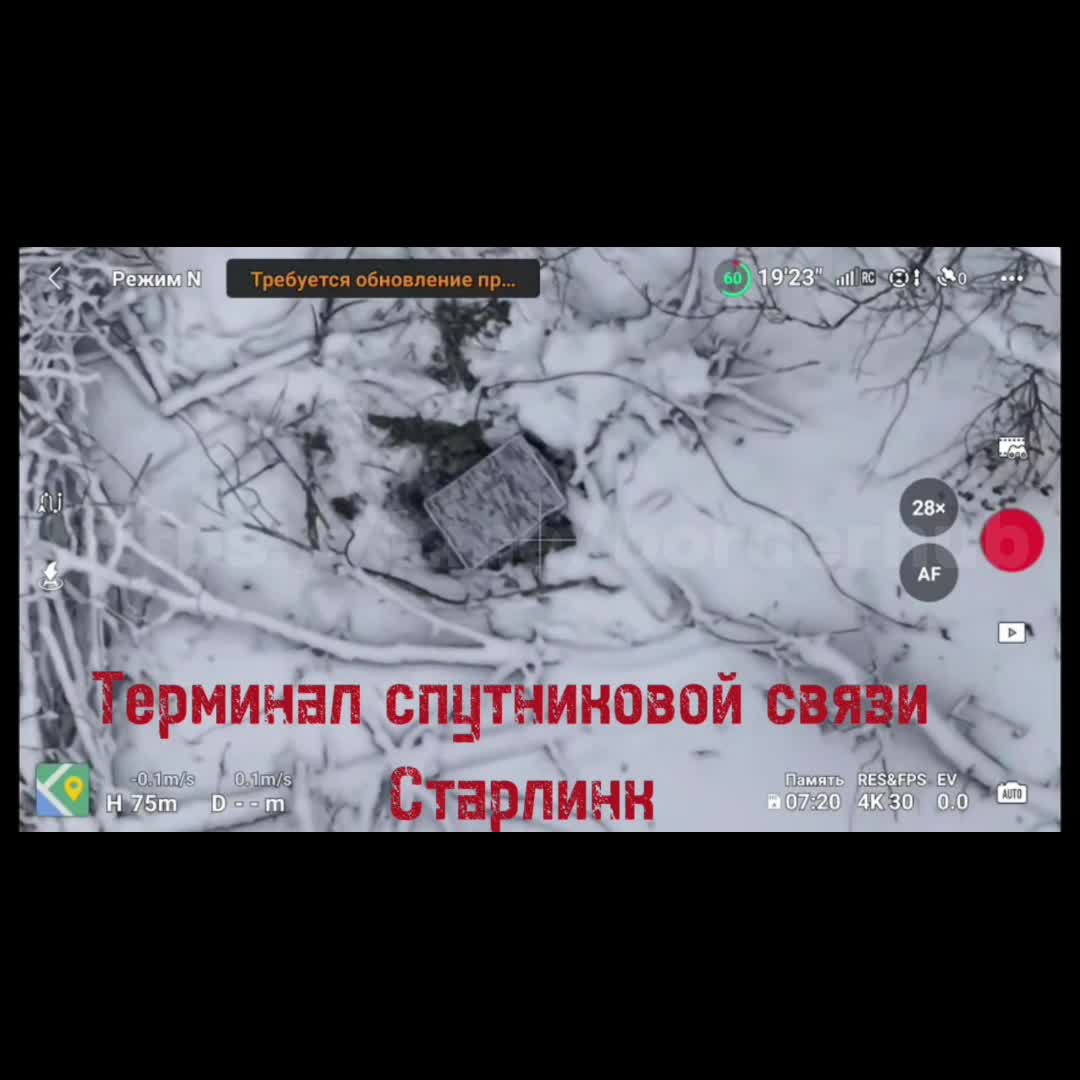 Режим N
Требуется обновление пр...
60
19'23"
RC
0
28×
AF
Терминал спутниковой связи
Старлинк
-0.1m/s 0.1m/s
H 75m D - - m
Память RES&FPS EV
07:20 4K 30 0.0
AUTO